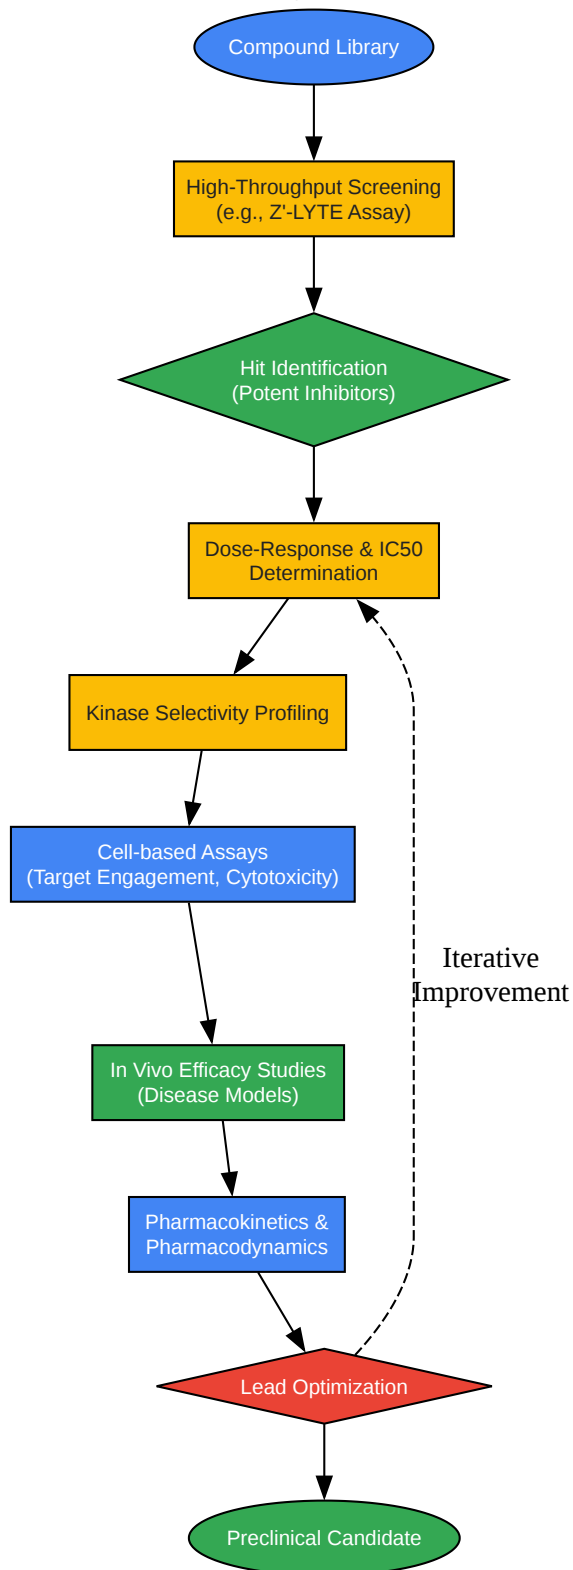 Compound Library
High-Throughput Screening
(e.g., Z'-LYTE Assay)
Hit Identification
(Potent Inhibitors)
Dose-Response & IC50
Determination
Kinase Selectivity Profiling
Cell-based Assays
(Target Engagement, Cytotoxicity)
Iterative
Improvement
In Vivo Efficacy Studies
(Disease Models)
Pharmacokinetics &
Pharmacodynamics
Lead Optimization
Preclinical Candidate